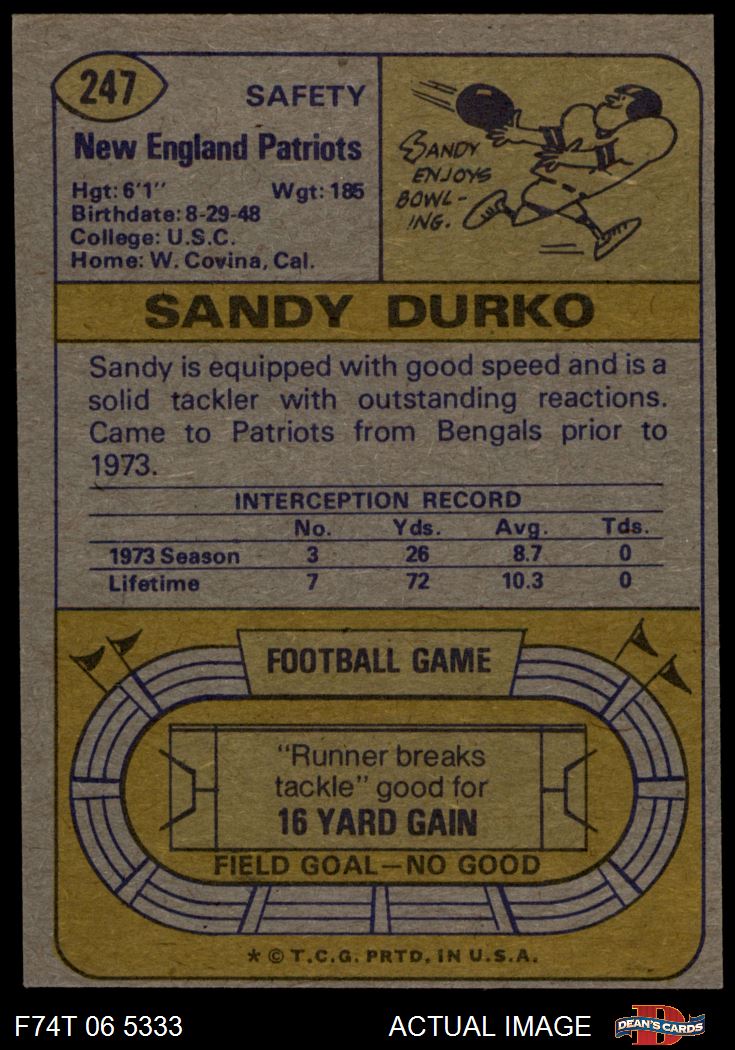 247
SAFETY
New England Patriots
Hgt: 6'1" Wgt: 185
Birthdate: 8-29-48
College: U.S.C.
Home: W. Covina, Cal.
SANDY
ENJOYS
BOWL-
ING.
SANDY DURKO
Sandy is equipped with good speed and is a
solid tackler with outstanding reactions.
Came to Patriots from Bengals prior to
1973.
INTERCEPTION RECORD
No. Yds. Avg. Tds.
1973 Season 3 26 8.7 0
Lifetime 7 72 10.3 0
FOOTBALL GAME
"Runner breaks
tackle" good for
16 YARD GAIN
FIELD GOAL—NO GOOD
* © T.C.G. PRTD. IN U.S.A.
F74T 06 5333 ACTUAL IMAGE
D
DEAN'S CARDS